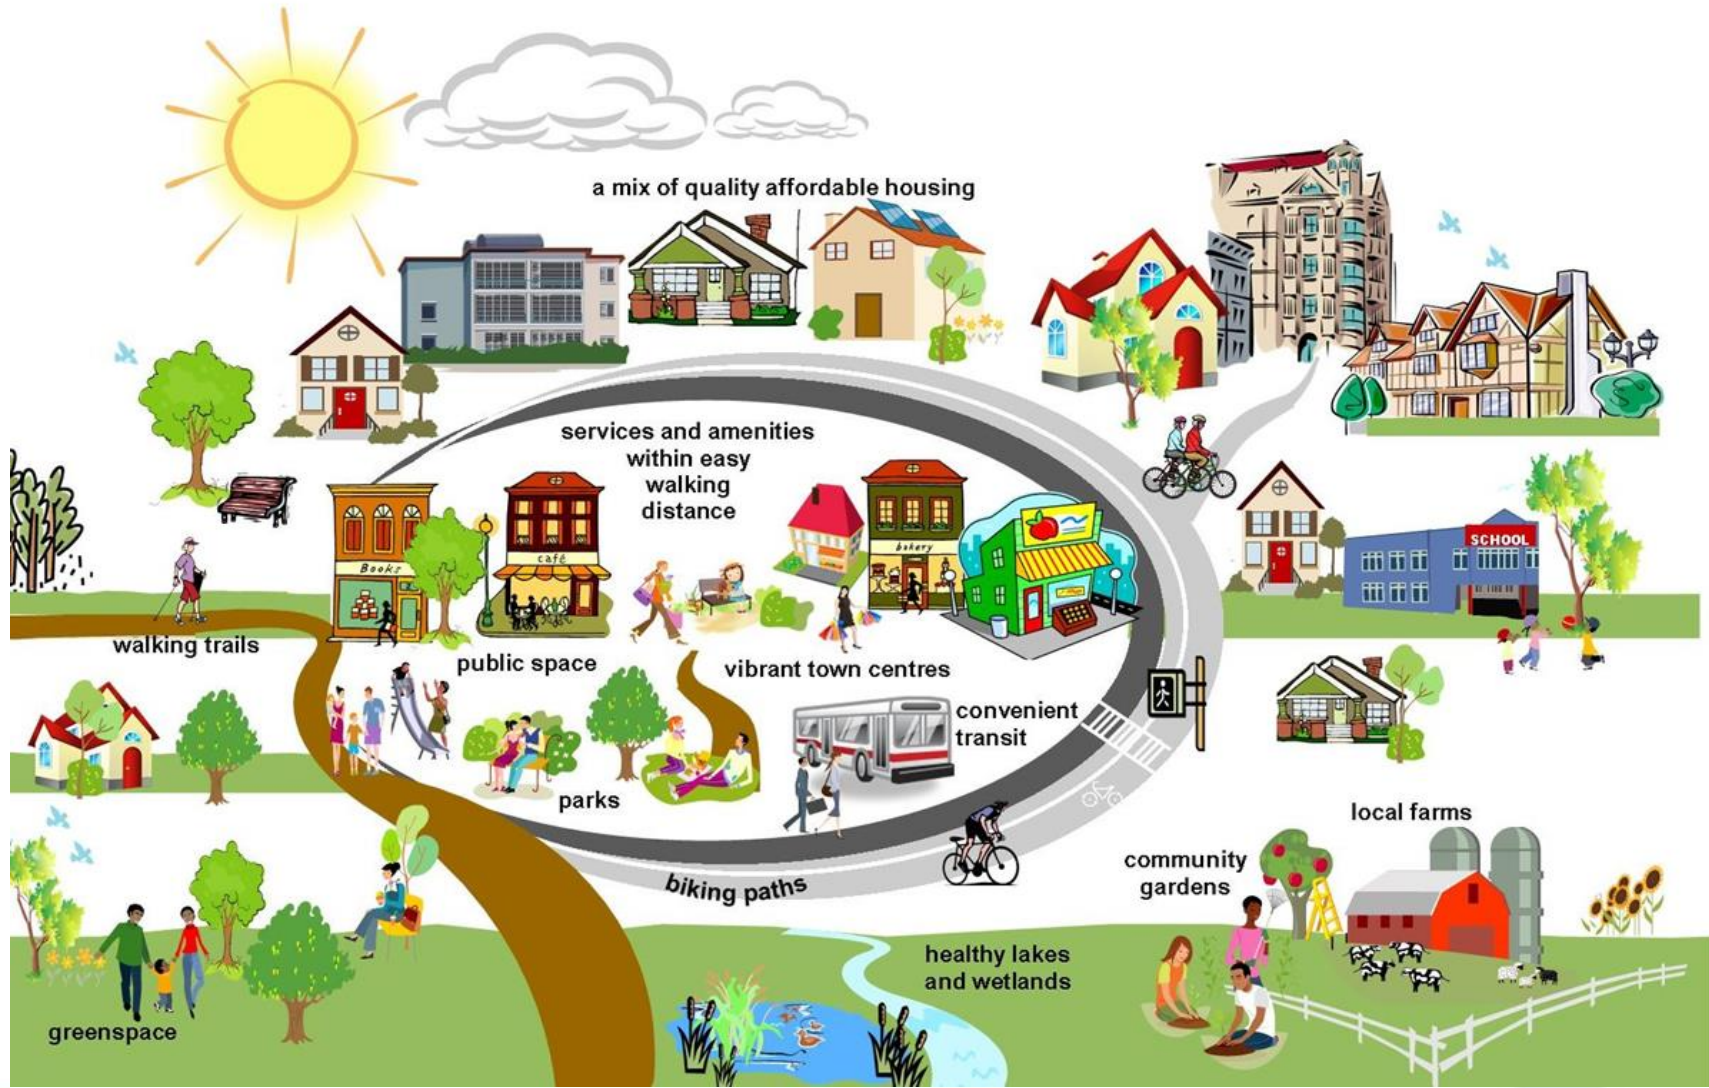 a mix of quality affordable housing
services and amenities
within easy
walking
distance
SCHOOL
Books
café
bakery
walking trails
public space
vibrant town centres
convenient
transit
parks
local farms
community
gardens
biking paths
healthy lakes
and wetlands
greenspace